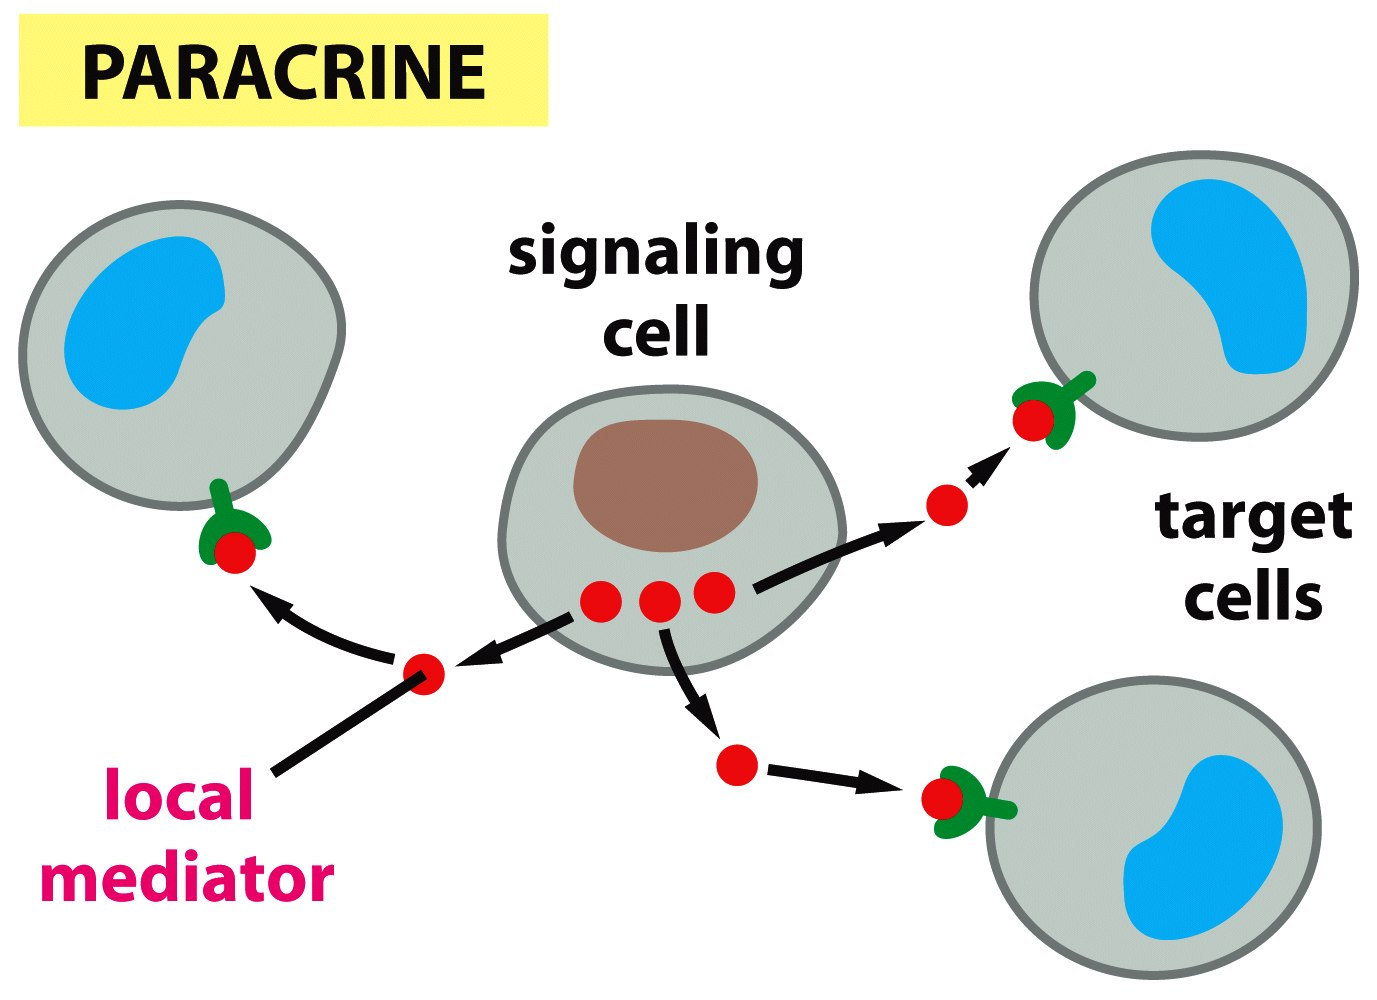 PARACRINE
signaling
cell
target
cells
local
mediator